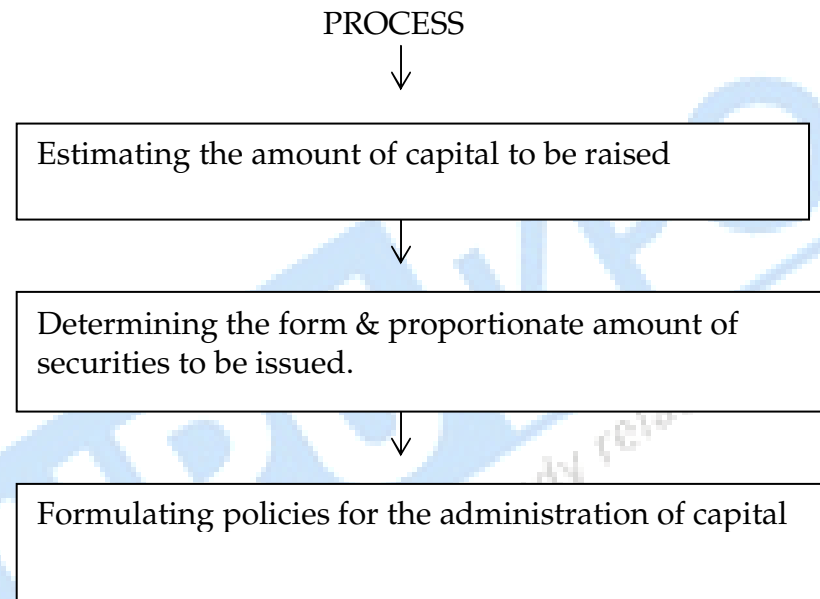 PROCESS
Estimating the amount of capital to be raised
Determining the form & proportionate amount of
securities to be issued.
Formulating policies for the administration of capital